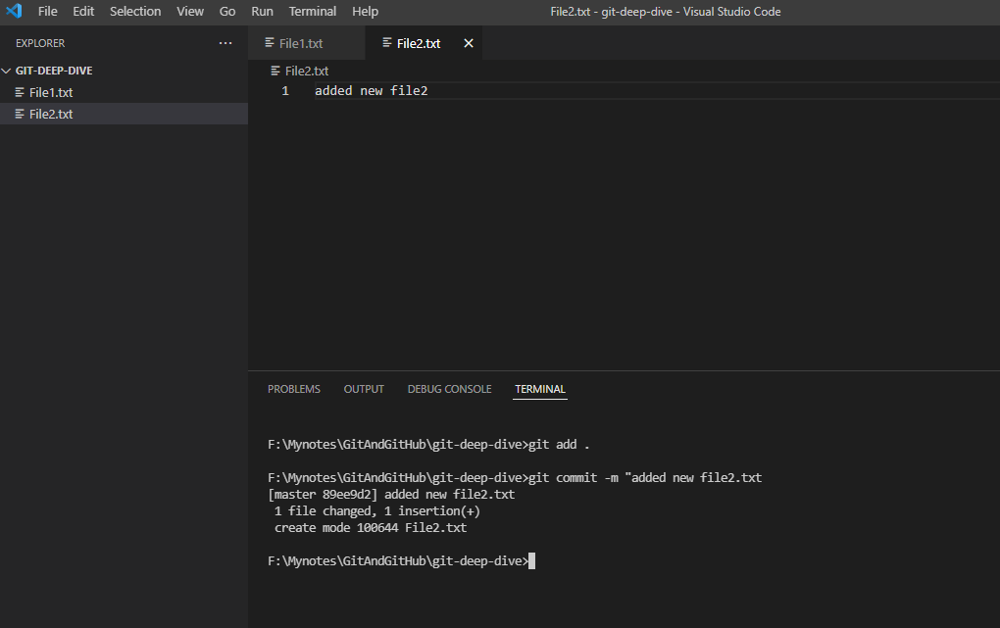 File Edit Selection View Go Run Terminal Help File2.txt - git-deep-dive - Visual Studio Code
EXPLORER ···
GIT-DEEP-DIVE
File1.txt
File2.txt
File1.txt File2.txt
File2.txt
1 added new file2
PROBLEMS OUTPUT DEBUG CONSOLE TERMINAL
F:\Mynotes\GitAndGitHub\git-deep-dive>git add .
F:\Mynotes\GitAndGitHub\git-deep-dive>git commit -m "added new file2.txt
[master 89ee9d2] added new file2.txt
1 file changed, 1 insertion(+)
create mode 100644 File2.txt
F:\Mynotes\GitAndGitHub\git-deep-dive>